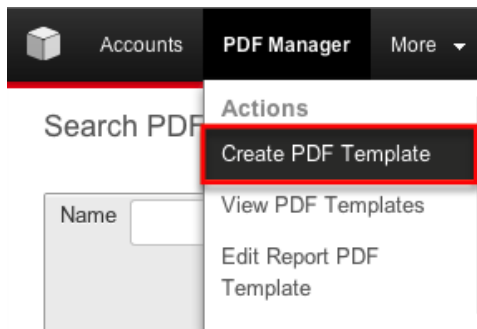 Accounts PDF Manager More
Actions
Search PDF
Create PDF Template
Name
View PDF Templates
Edit Report PDF
Template